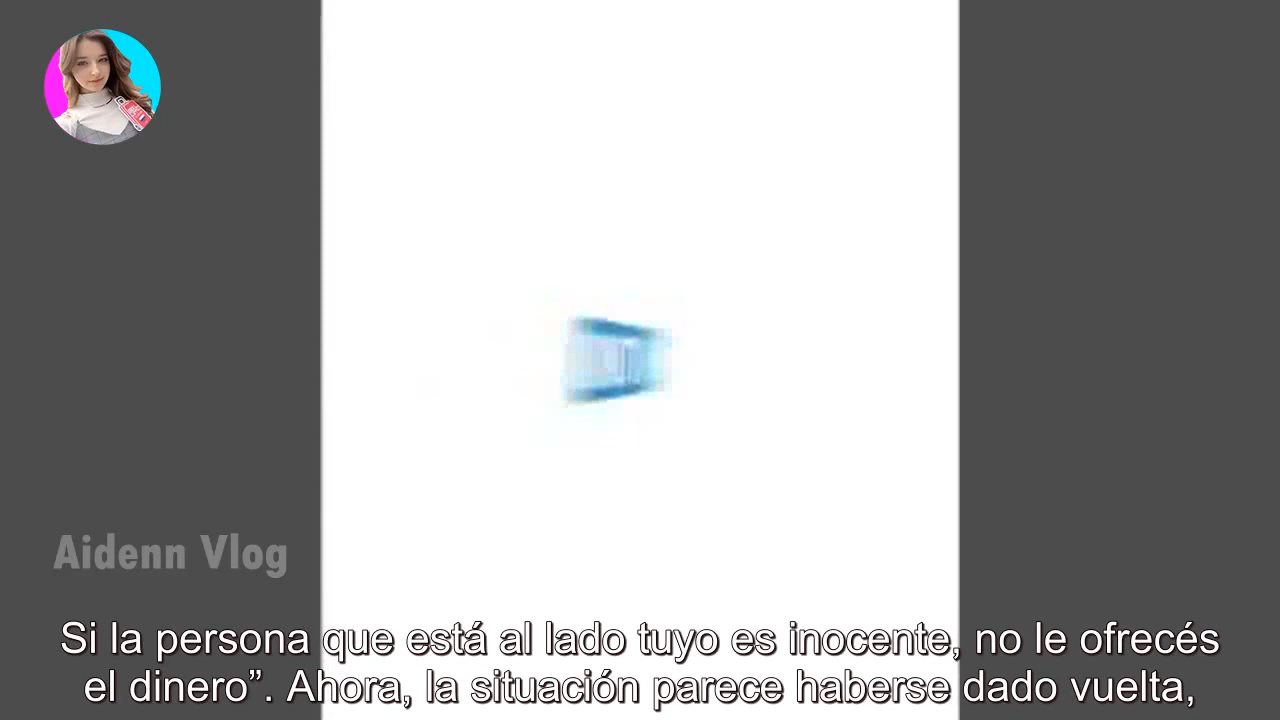 Aidenn Vlog
Si la persona que está al lado tuyo es inocente, no le ofrecés
el dinero”. Ahora, la situación parece haberse dado vuelta,